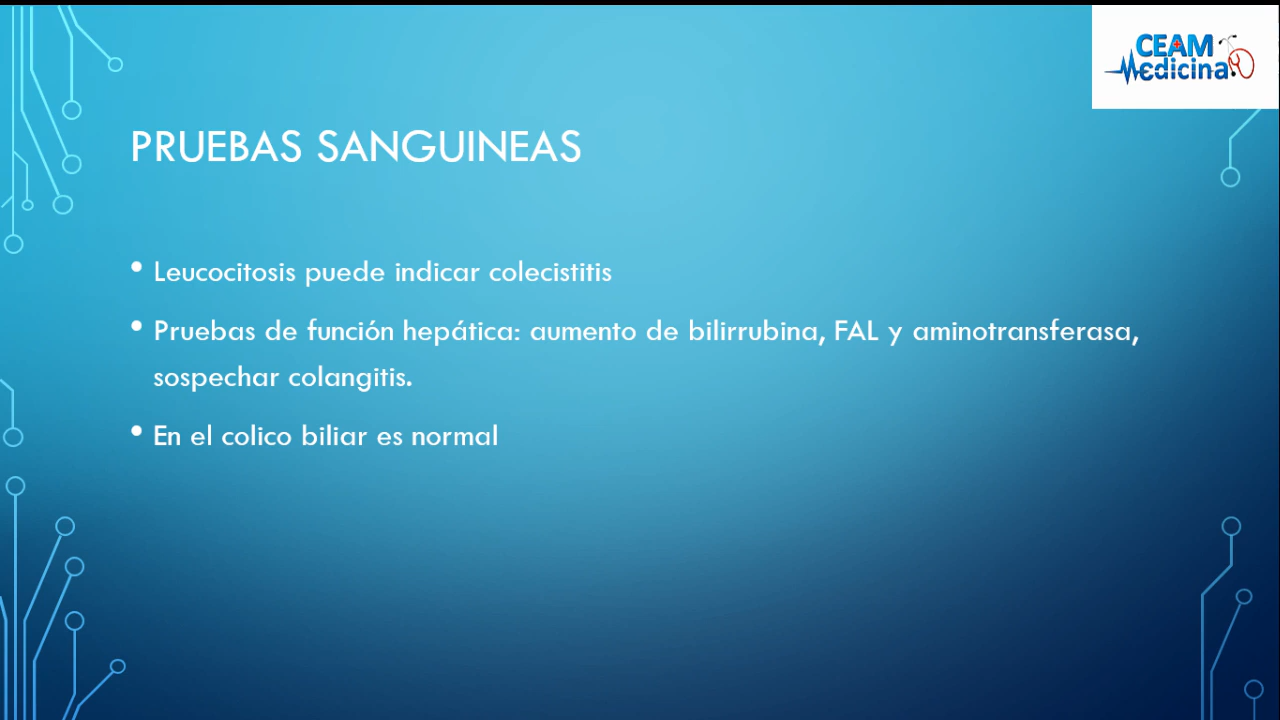 CEAM
Medicina
PRUEBAS SANGUINEAS
• Leucocitosis puede indicar colecistitis
• Pruebas de función hepática: aumento de bilirrubina, FAL y aminotransferasa,
sospechar colangitis.
• En el colico biliar es normal